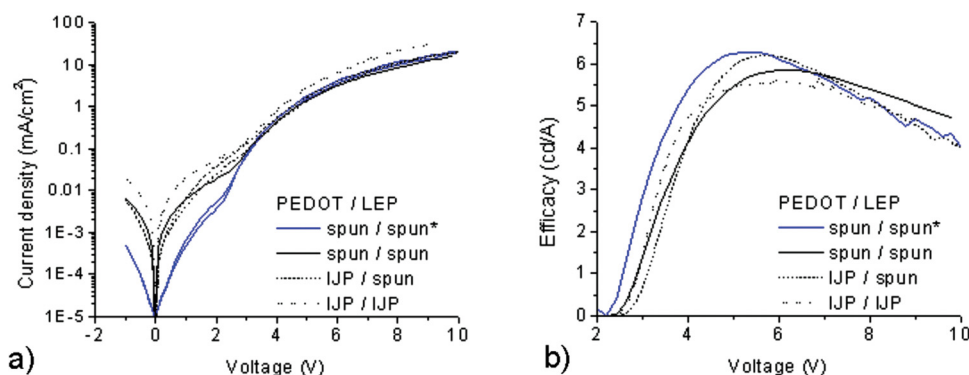 100
10
1
0.1
0.01
1E-3
1E-4
1E-5
Current density (mA/cm²)
PEDOT / LEP
spun / spun*
spun / spun
IJP / spun
IJP / IJP
-2 0 2 4 6 8 10
Voltage (V)
a)
7
6
5
4
3
2
1
0
Efficacy (cd/A)
PEDOT / LEP
spun / spun*
spun / spun
IJP / spun
IJP / IJP
2 4 6 8 10
Voltage (V)
b)